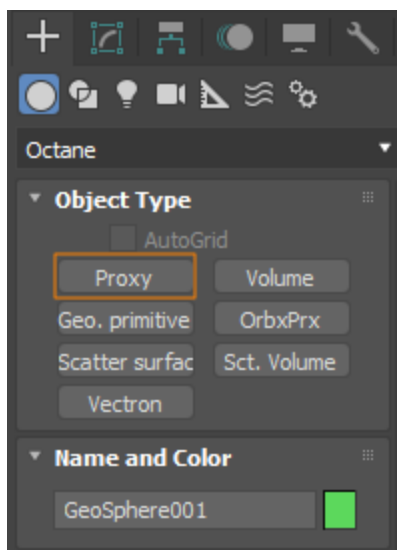 Octane
Object Type
AutoGrid
Proxy Volume
Geo. primitive OrbxPrx
Scatter surfac Sct. Volume
Vectron
Name and Color
GeoSphere001